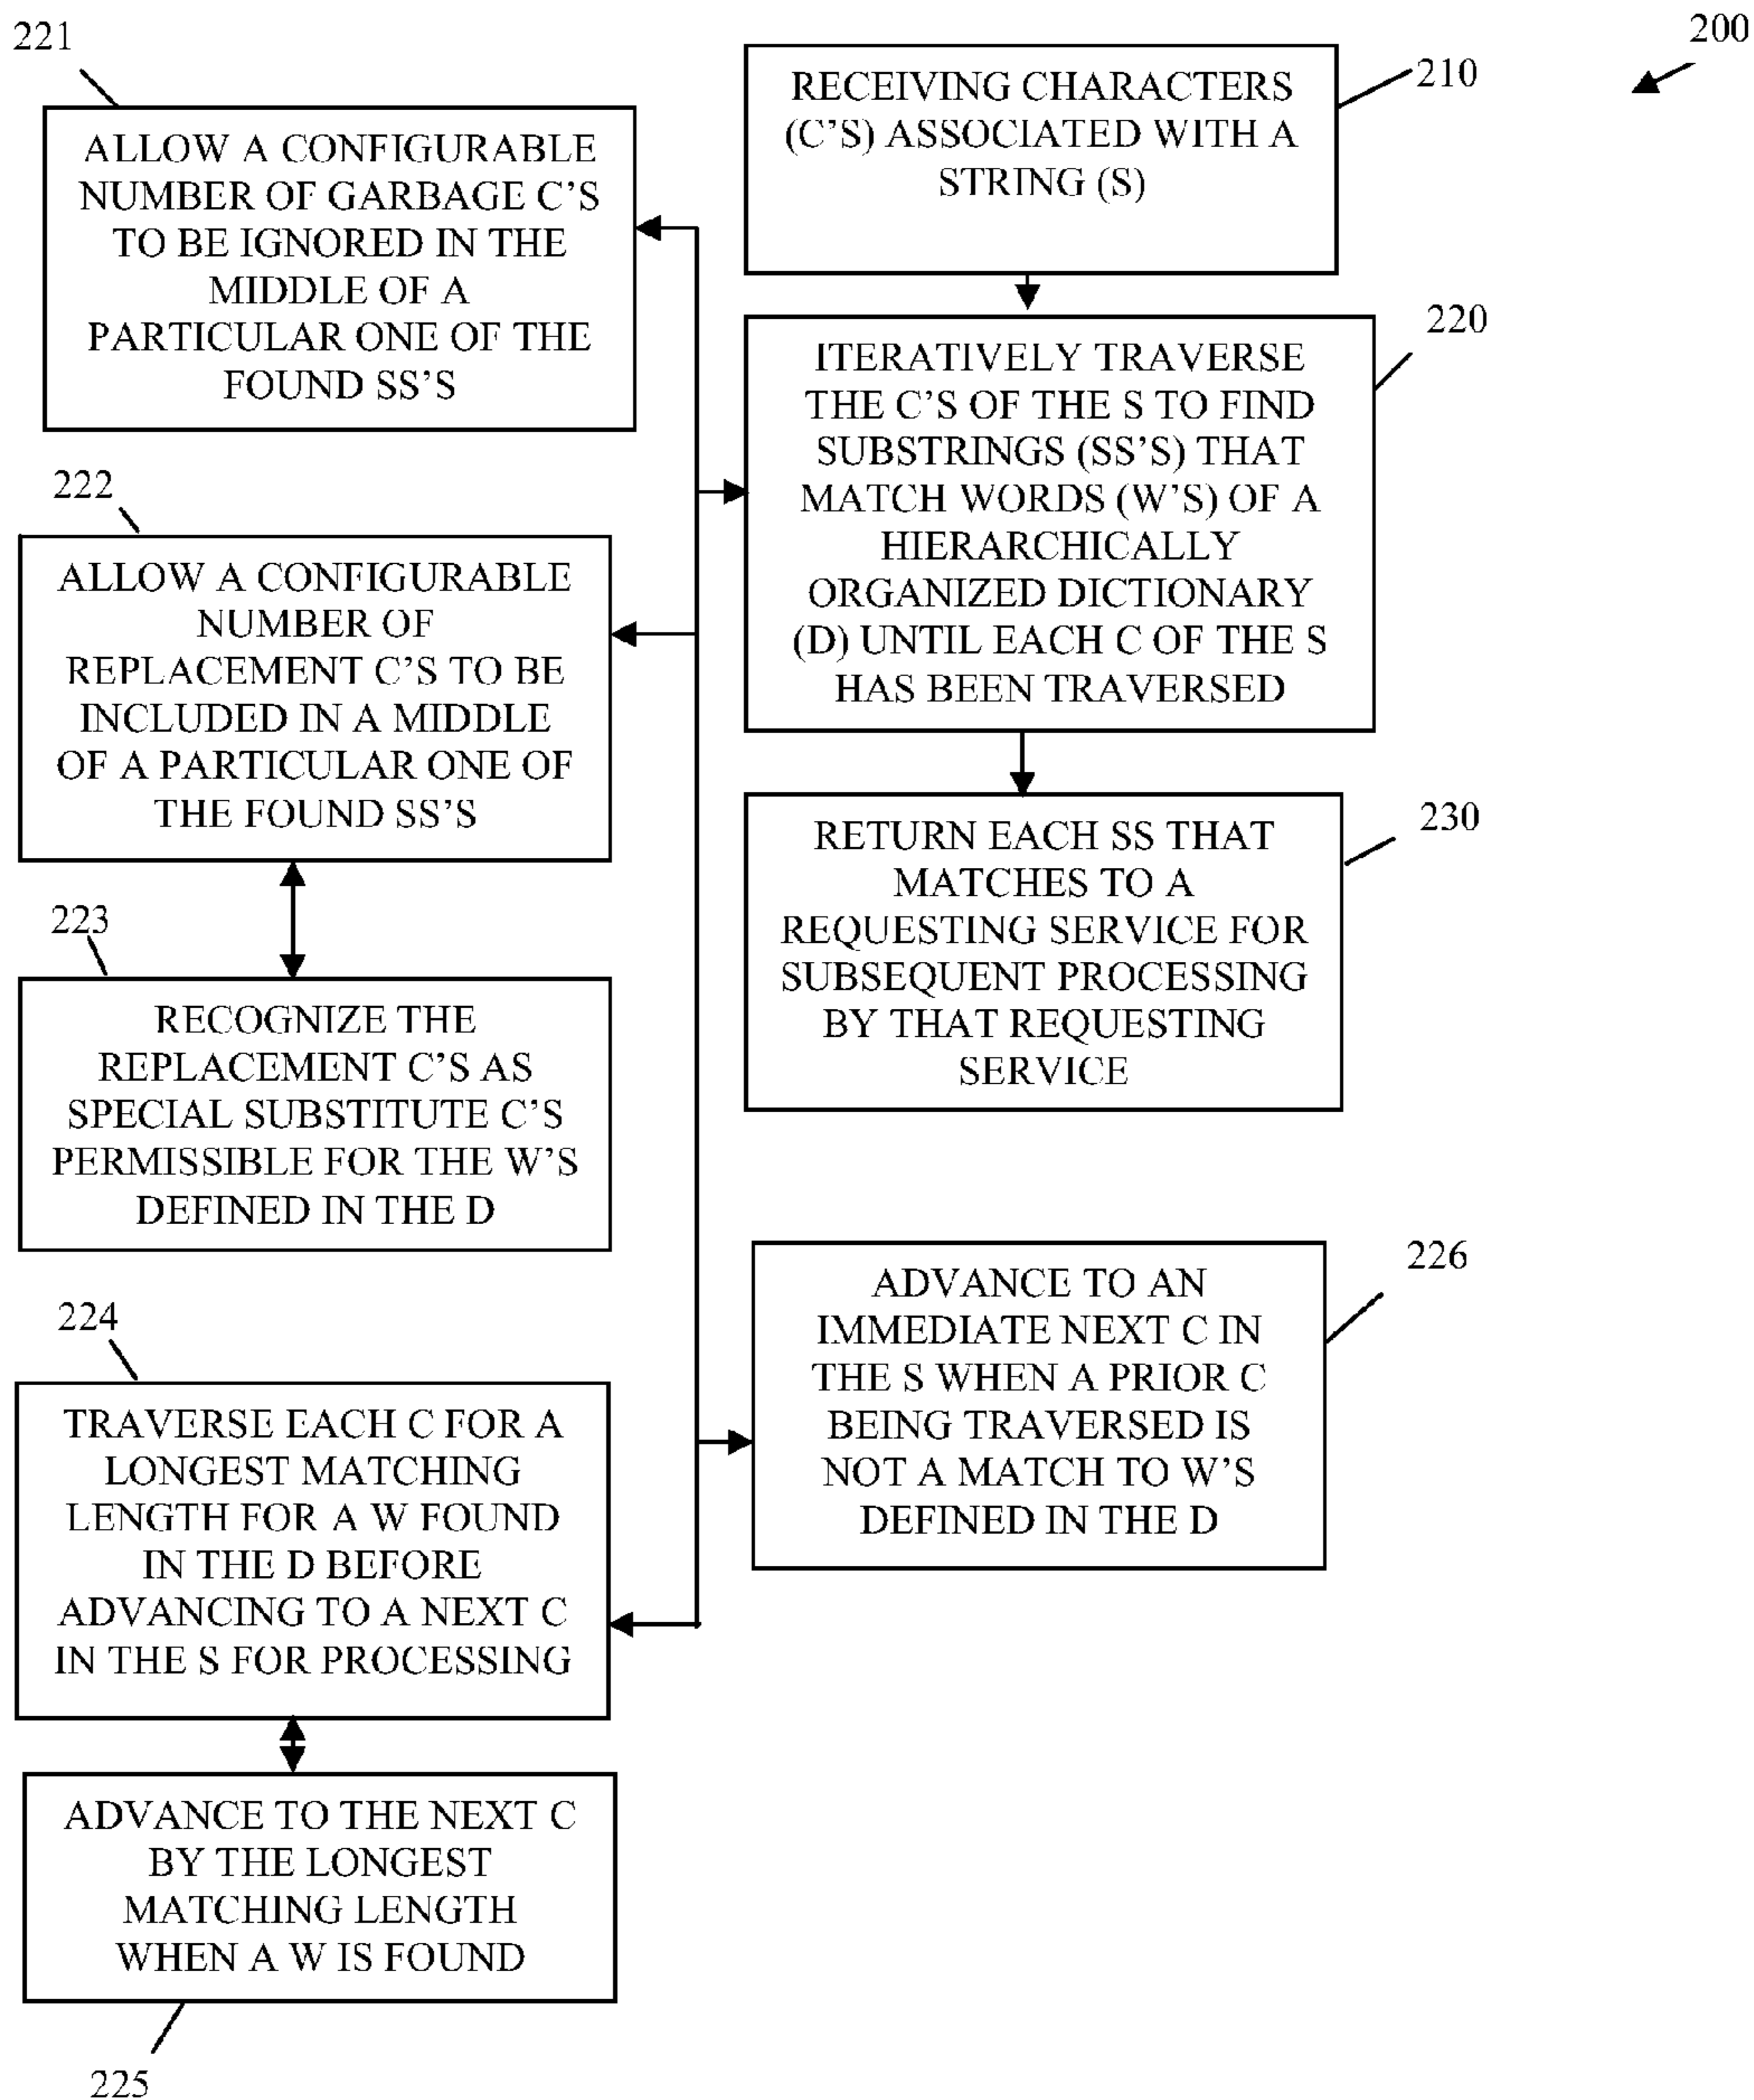 200
210
RECEIVING CHARACTERS
(C'S) ASSOCIATED WITH A
STRING (S)
220
ITERATIVELY TRAVERSE
THE C'S OF THE S TO FIND
SUBSTRINGS (SS'S) THAT
MATCH WORDS (W'S) OF A
HIERARCHICALLY
ORGANIZED DICTIONARY
(D) UNTIL EACH C OF THE S
HAS BEEN TRAVERSED
230
RETURN EACH SS THAT
MATCHES TO A
REQUESTING SERVICE FOR
SUBSEQUENT PROCESSING
BY THAT REQUESTING
SERVICE
221
ALLOW A CONFIGURABLE
NUMBER OF GARBAGE C'S
TO BE IGNORED IN THE
MIDDLE OF A
PARTICULAR ONE OF THE
FOUND SS'S
222
ALLOW A CONFIGURABLE
NUMBER OF
REPLACEMENT C'S TO BE
INCLUDED IN A MIDDLE
OF A PARTICULAR ONE OF
THE FOUND SS'S
223
RECOGNIZE THE
REPLACEMENT C'S AS
SPECIAL SUBSTITUTE C'S
PERMISSIBLE FOR THE W'S
DEFINED IN THE D
224
TRAVERSE EACH C FOR A
LONGEST MATCHING
LENGTH FOR A W FOUND
IN THE D BEFORE
ADVANCING TO A NEXT C
IN THE S FOR PROCESSING
ADVANCE TO THE NEXT C
BY THE LONGEST
MATCHING LENGTH
WHEN A W IS FOUND
225
226
ADVANCE TO AN
IMMEDIATE NEXT C IN
THE S WHEN A PRIOR C
BEING TRAVERSED IS
NOT A MATCH TO W'S
DEFINED IN THE D